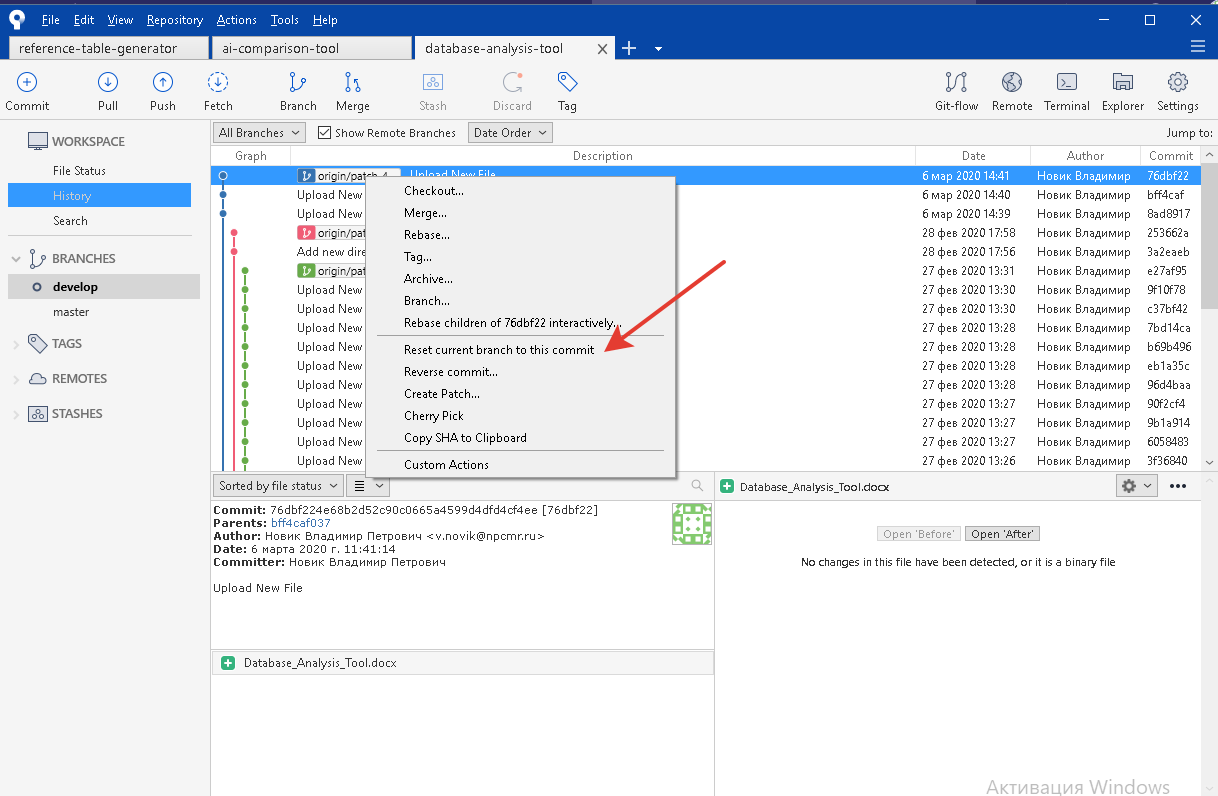 File Edit View Repository Actions Tools Help
reference-table-generator ai-comparison-tool database-analysis-tool
Commit Pull Push Fetch Branch Merge Stash Discard Tag Git-flow Remote Terminal Explorer Settings
WORKSPACE
File Status
History
Search
BRANCHES
develop
master
TAGS
REMOTES
STASHES
All Branches Show Remote Branches Date Order Jump to:
Graph Description Date Author Commit
origin/patch-4 Upload New File 6 мар 2020 14:41 Новик Владимир 76dbf22
Upload New 6 мар 2020 14:40 Новик Владимир bff4caf
Upload New 6 мар 2020 14:39 Новик Владимир 8ad8917
origin/pat 28 фев 2020 17:58 Новик Владимир 253662a
Add new dire 28 фев 2020 17:56 Новик Владимир 3a2eaeb
origin/pat 27 фев 2020 13:31 Новик Владимир e27af95
Upload New 27 фев 2020 13:30 Новик Владимир 9f10f78
Upload New 27 фев 2020 13:30 Новик Владимир c37bf42
Upload New 27 фев 2020 13:28 Новик Владимир 7bd14ca
Upload New 27 фев 2020 13:28 Новик Владимир b69b496
Upload New 27 фев 2020 13:28 Новик Владимир eb1a35c
Upload New 27 фев 2020 13:28 Новик Владимир 96d4baa
Upload New 27 фев 2020 13:27 Новик Владимир 90f2cf4
Upload New 27 фев 2020 13:27 Новик Владимир 9b1a914
Upload New 27 фев 2020 13:27 Новик Владимир 6058483
Upload New 27 фев 2020 13:26 Новик Владимир 3f36840
Checkout...
Merge...
Rebase...
Tag...
Archive...
Branch...
Rebase children of 76dbf22 interactively...
Reset current branch to this commit
Reverse commit...
Create Patch...
Cherry Pick
Copy SHA to Clipboard
Custom Actions
Sorted by file status
Commit: 76dbf224e68b2d52c90c0665a4599d4dfd4cf4ee [76dbf22]
Parents: bff4caf037
Author: Новик Владимир Петрович <v.novik@npcmr.ru>
Date: 6 марта 2020 г. 11:41:14
Committer: Новик Владимир Петрович
Upload New File
Database_Analysis_Tool.docx
Database_Analysis_Tool.docx
Open 'Before' Open 'After'
No changes in this file have been detected, or it is a binary file
Активация Windows